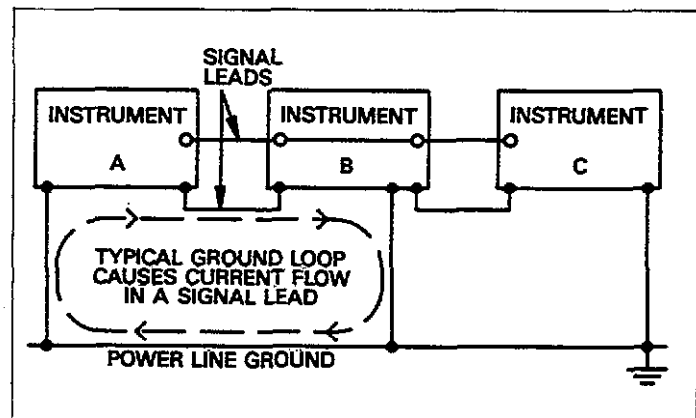 SIGNAL
LEADS
INSTRUMENT
A
INSTRUMENT
B
INSTRUMENT
C
TYPICAL GROUND LOOP
CAUSES CURRENT FLOW
IN A SIGNAL LEAD
POWER LINE GROUND